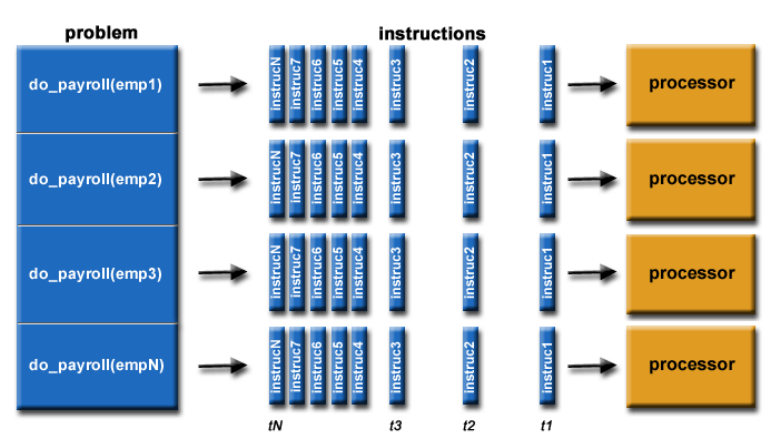 problem instructions
do_payroll(emp1) instrucN instruc7 instruc6 instruc5 instruc4 instruc3 instruc2 instruc1 processor
do_payroll(emp2) instrucN instruc7 instruc6 instruc5 instruc4 instruc3 instruc2 instruc1 processor
do_payroll(emp3) instrucN instruc7 instruc6 instruc5 instruc4 instruc3 instruc2 instruc1 processor
do_payroll(empN) instrucN instruc7 instruc6 instruc5 instruc4 instruc3 instruc2 instruc1 processor
tN t3 t2 t1